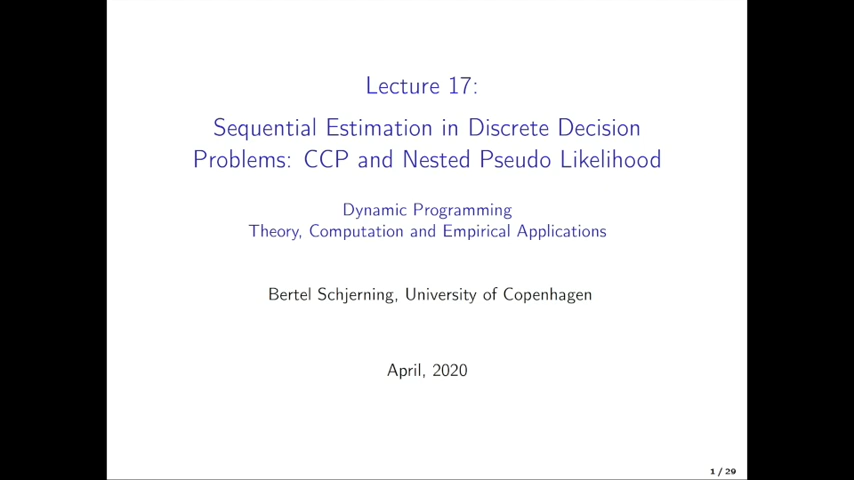 Lecture 17:
Sequential Estimation in Discrete Decision
Problems: CCP and Nested Pseudo Likelihood
Dynamic Programming
Theory, Computation and Empirical Applications
Bertel Schjerning, University of Copenhagen
April, 2020
1 / 29